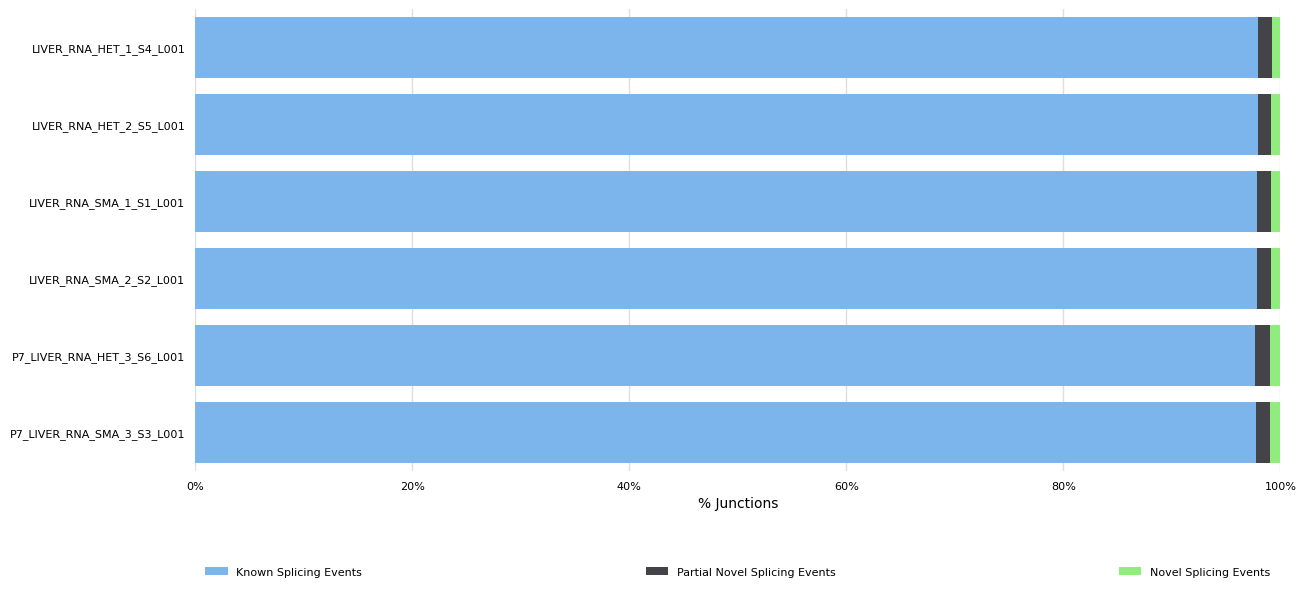 LIVER_RNA_HET_1_S4_L001
LIVER_RNA_HET_2_S5_L001
LIVER_RNA_SMA_1_S1_L001
LIVER_RNA_SMA_2_S2_L001
P7_LIVER_RNA_HET_3_S6_L001
P7_LIVER_RNA_SMA_3_S3_L001
0% 20% 40% 60% 80% 100%
% Junctions
Known Splicing Events Partial Novel Splicing Events Novel Splicing Events